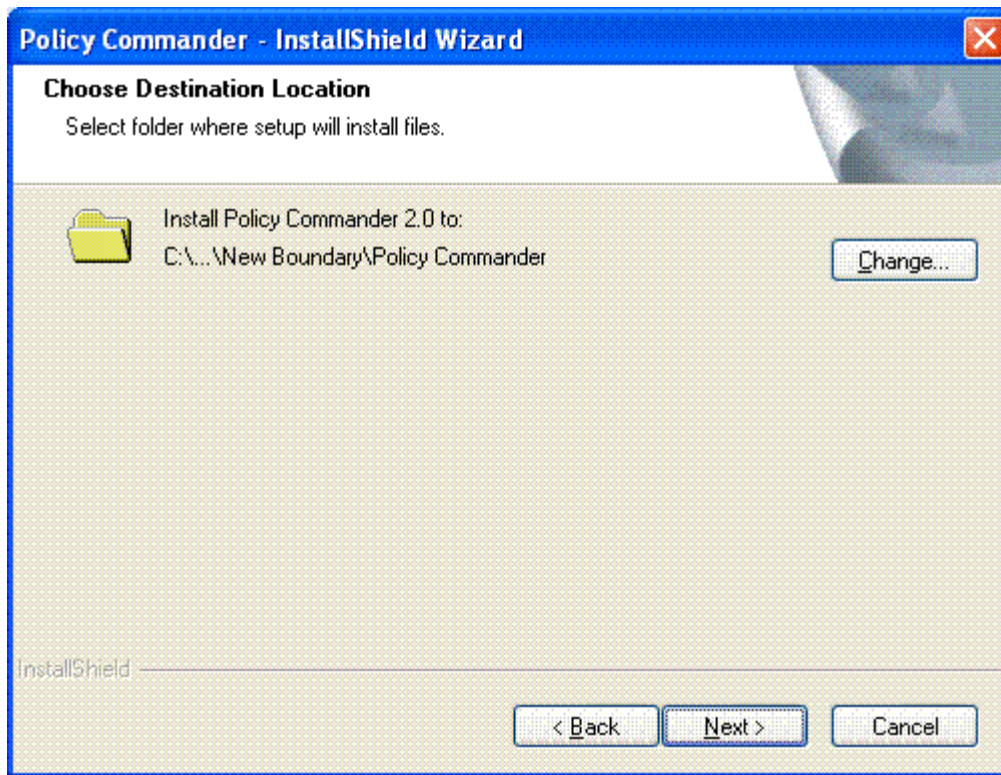 Policy Commander - InstallShield Wizard
Choose Destination Location
Select folder where setup will install files.
Install Policy Commander 2.0 to:
C:\...\New Boundary\Policy Commander
Change...
InstallShield
< Back
Next >
Cancel